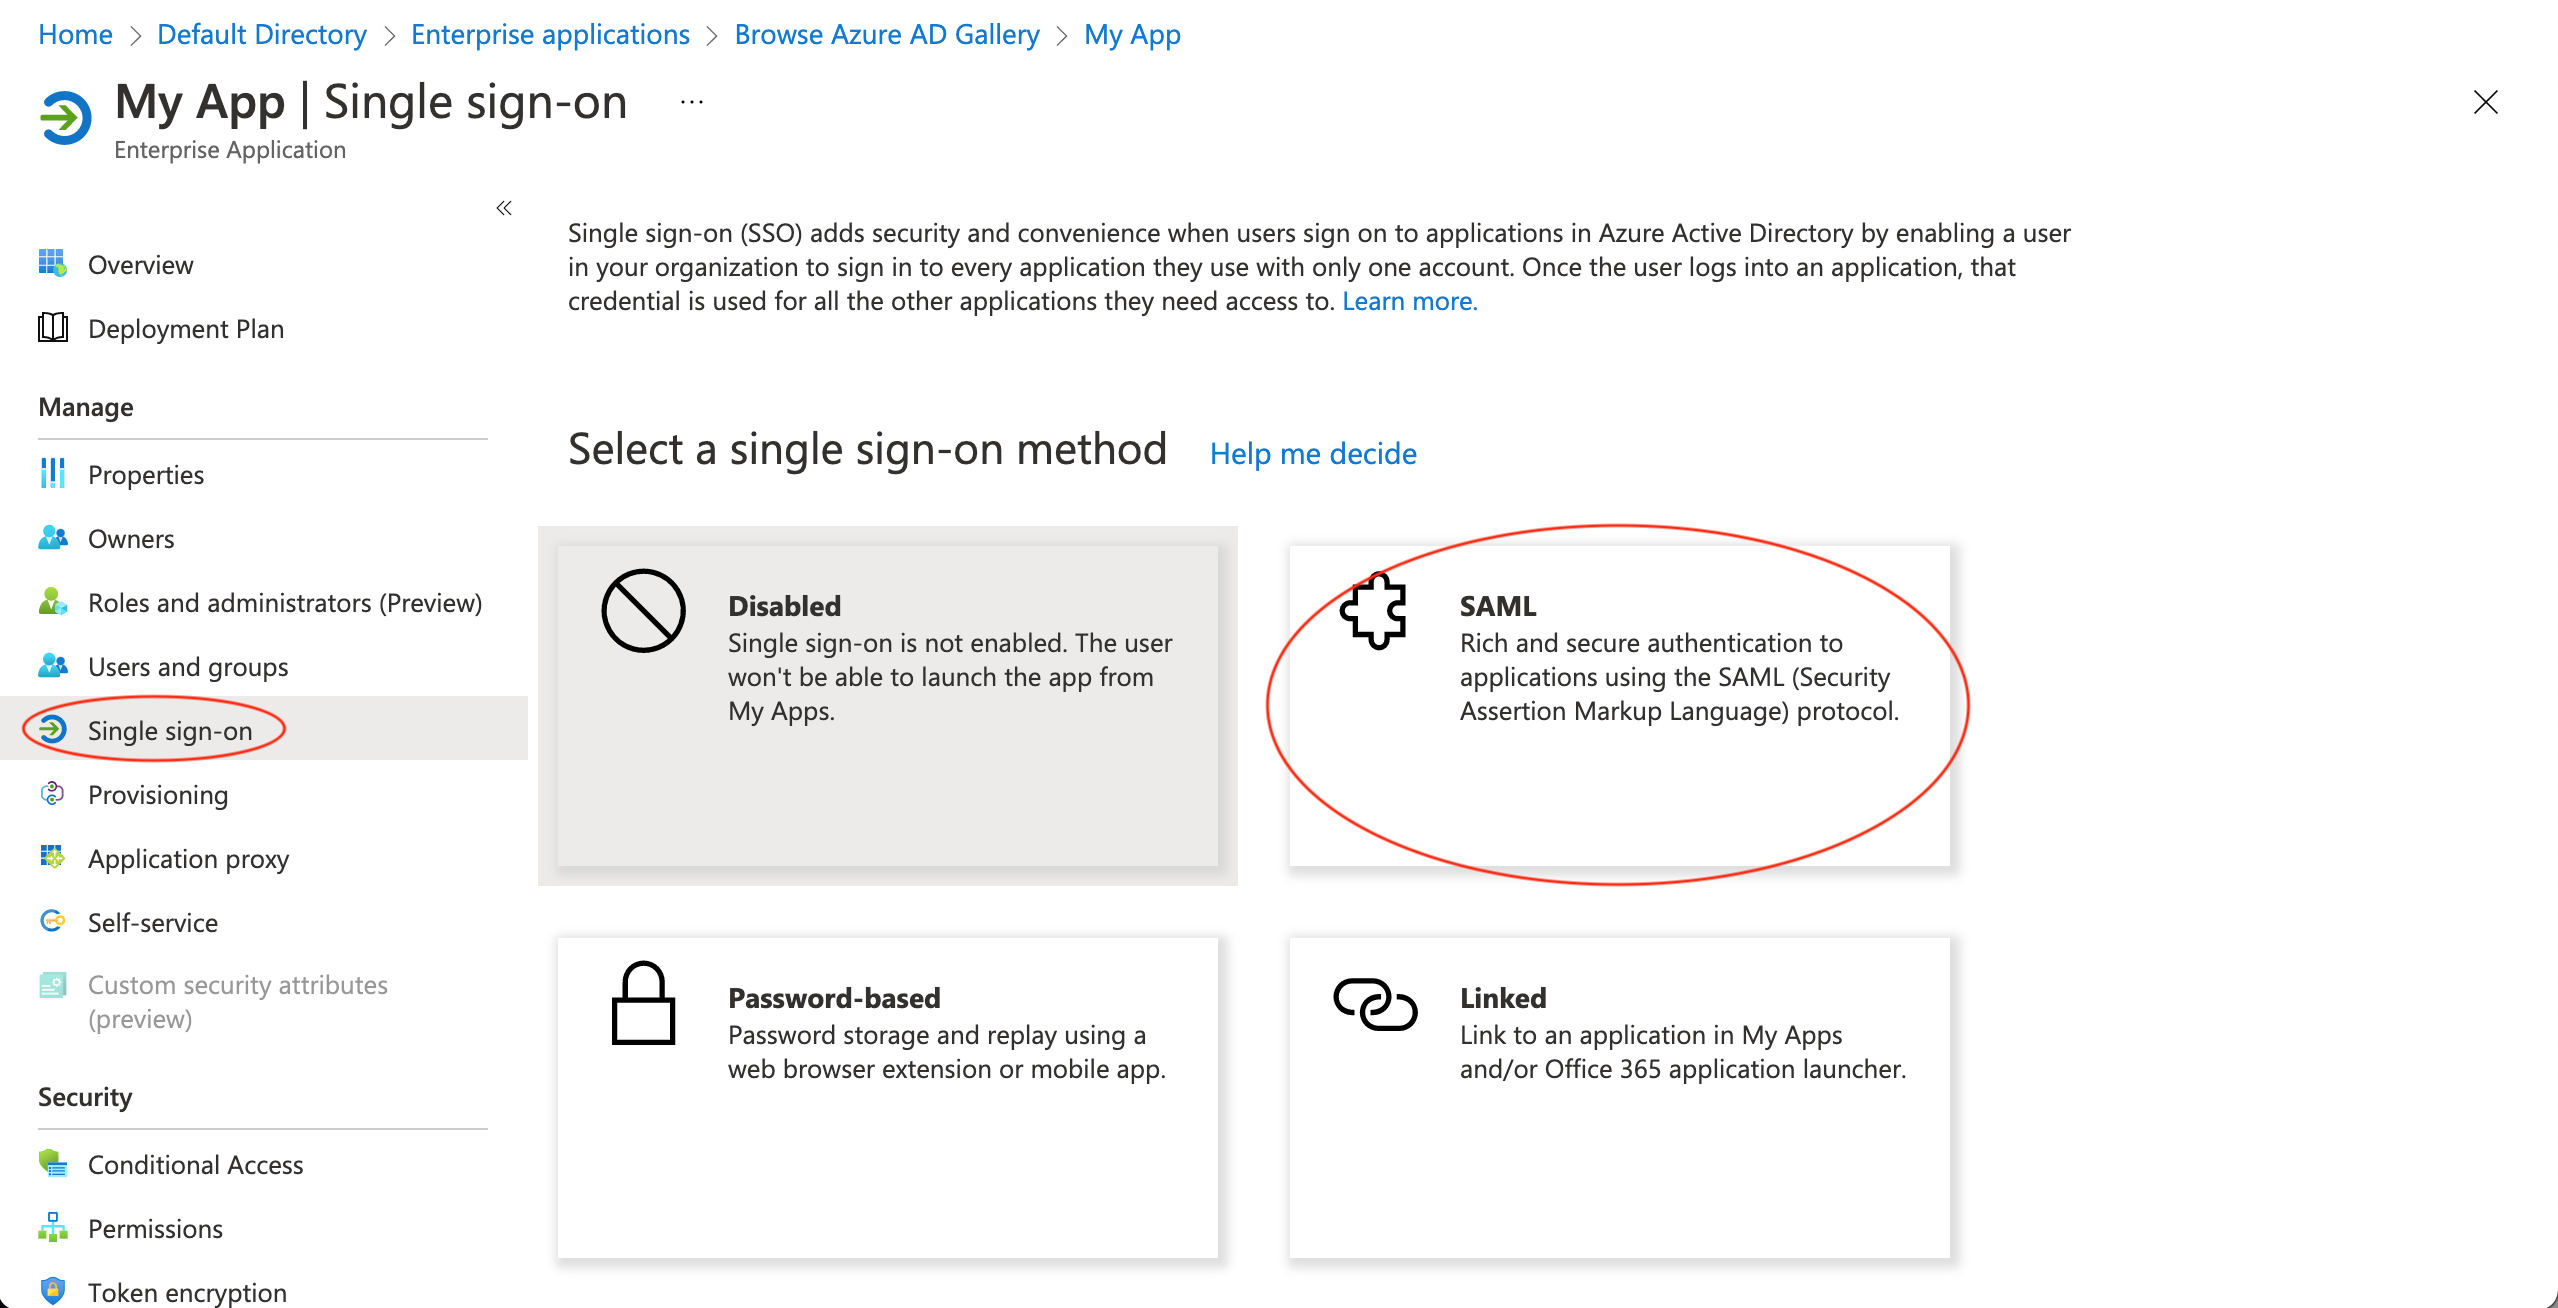 Home > Default Directory > Enterprise applications > Browse Azure AD Gallery > My App
My App | Single sign-on ...
Enterprise Application
«
Overview
Deployment Plan
Manage
Properties
Owners
Roles and administrators (Preview)
Users and groups
Single sign-on
Provisioning
Application proxy
Self-service
Custom security attributes
(preview)
Security
Conditional Access
Permissions
Token encryption
Single sign-on (SSO) adds security and convenience when users sign on to applications in Azure Active Directory by enabling a user
in your organization to sign in to every application they use with only one account. Once the user logs into an application, that
credential is used for all the other applications they need access to. Learn more.
Select a single sign-on method Help me decide
Disabled
Single sign-on is not enabled. The user
won't be able to launch the app from
My Apps.
SAML
Rich and secure authentication to
applications using the SAML (Security
Assertion Markup Language) protocol.
Password-based
Password storage and replay using a
web browser extension or mobile app.
Linked
Link to an application in My Apps
and/or Office 365 application launcher.